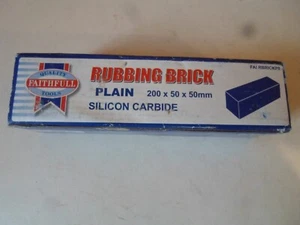 QUALITY
FAITHFULL
TOOLS
RUBBING BRICK
PLAIN 200 x 50 x 50mm
SILICON CARBIDE